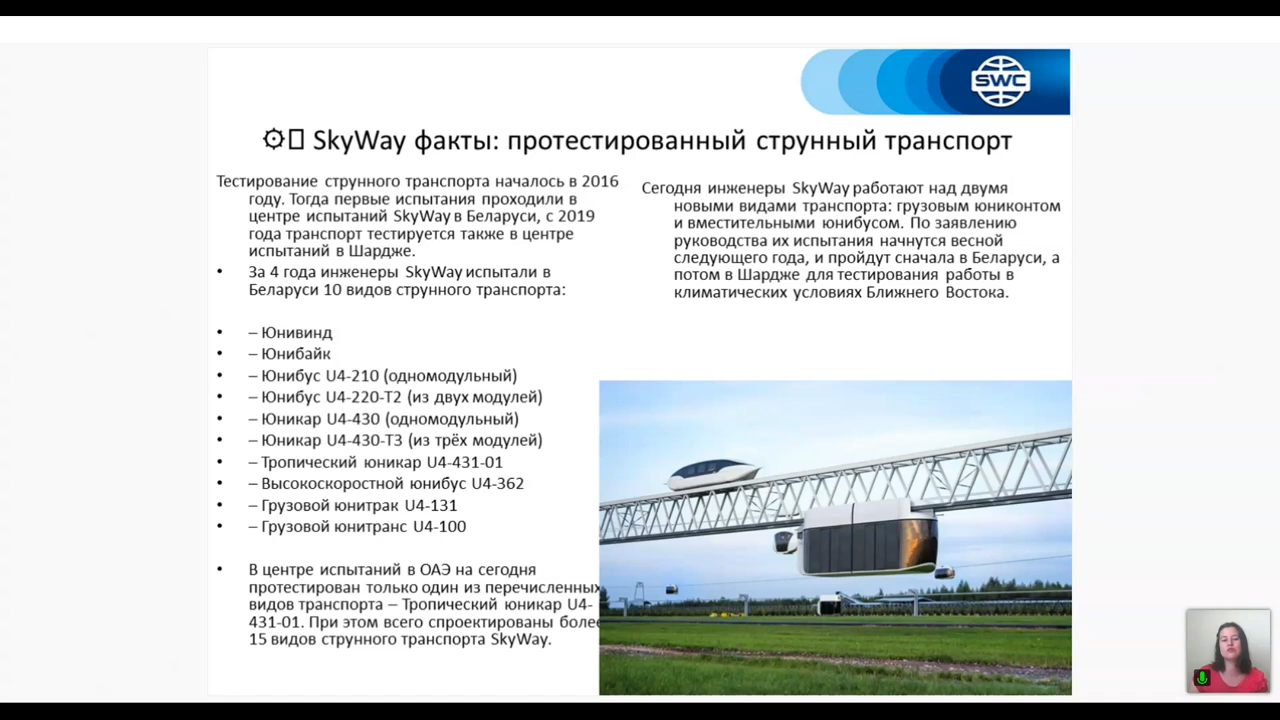 SWC
⚙️▯ SkyWay факты: протестированный струнный транспорт
Тестирование струнного транспорта началось в 2016
году. Тогда первые испытания проходили в
центре испытаний SkyWay в Беларуси, с 2019
года транспорт тестируется также в центре
испытаний в Шардже.
• За 4 года инженеры SkyWay испытали в
Беларуси 10 видов струнного транспорта:
• – Юнивинд
• – Юнибайк
• – Юнибус U4-210 (одномодульный)
• – Юнибус U4-220-Т2 (из двух модулей)
• – Юникар U4-430 (одномодульный)
• – Юникар U4-430-Т3 (из трёх модулей)
• – Тропический юникар U4-431-01
• – Высокоскоростной юнибус U4-362
• – Грузовой юнитрак U4-131
• – Грузовой юнитранс U4-100
• В центре испытаний в ОАЭ на сегодня
протестирован только один из перечисленных
видов транспорта – Тропический юникар U4-
431-01. При этом всего спроектированы более
15 видов струнного транспорта SkyWay.
Сегодня инженеры SkyWay работают над двумя
новыми видами транспорта: грузовым юниконтом
и вместительными юнибусом. По заявлению
руководства их испытания начнутся весной
следующего года, и пройдут сначала в Беларуси, а
потом в Шардже для тестирования работы в
климатических условиях Ближнего Востока.